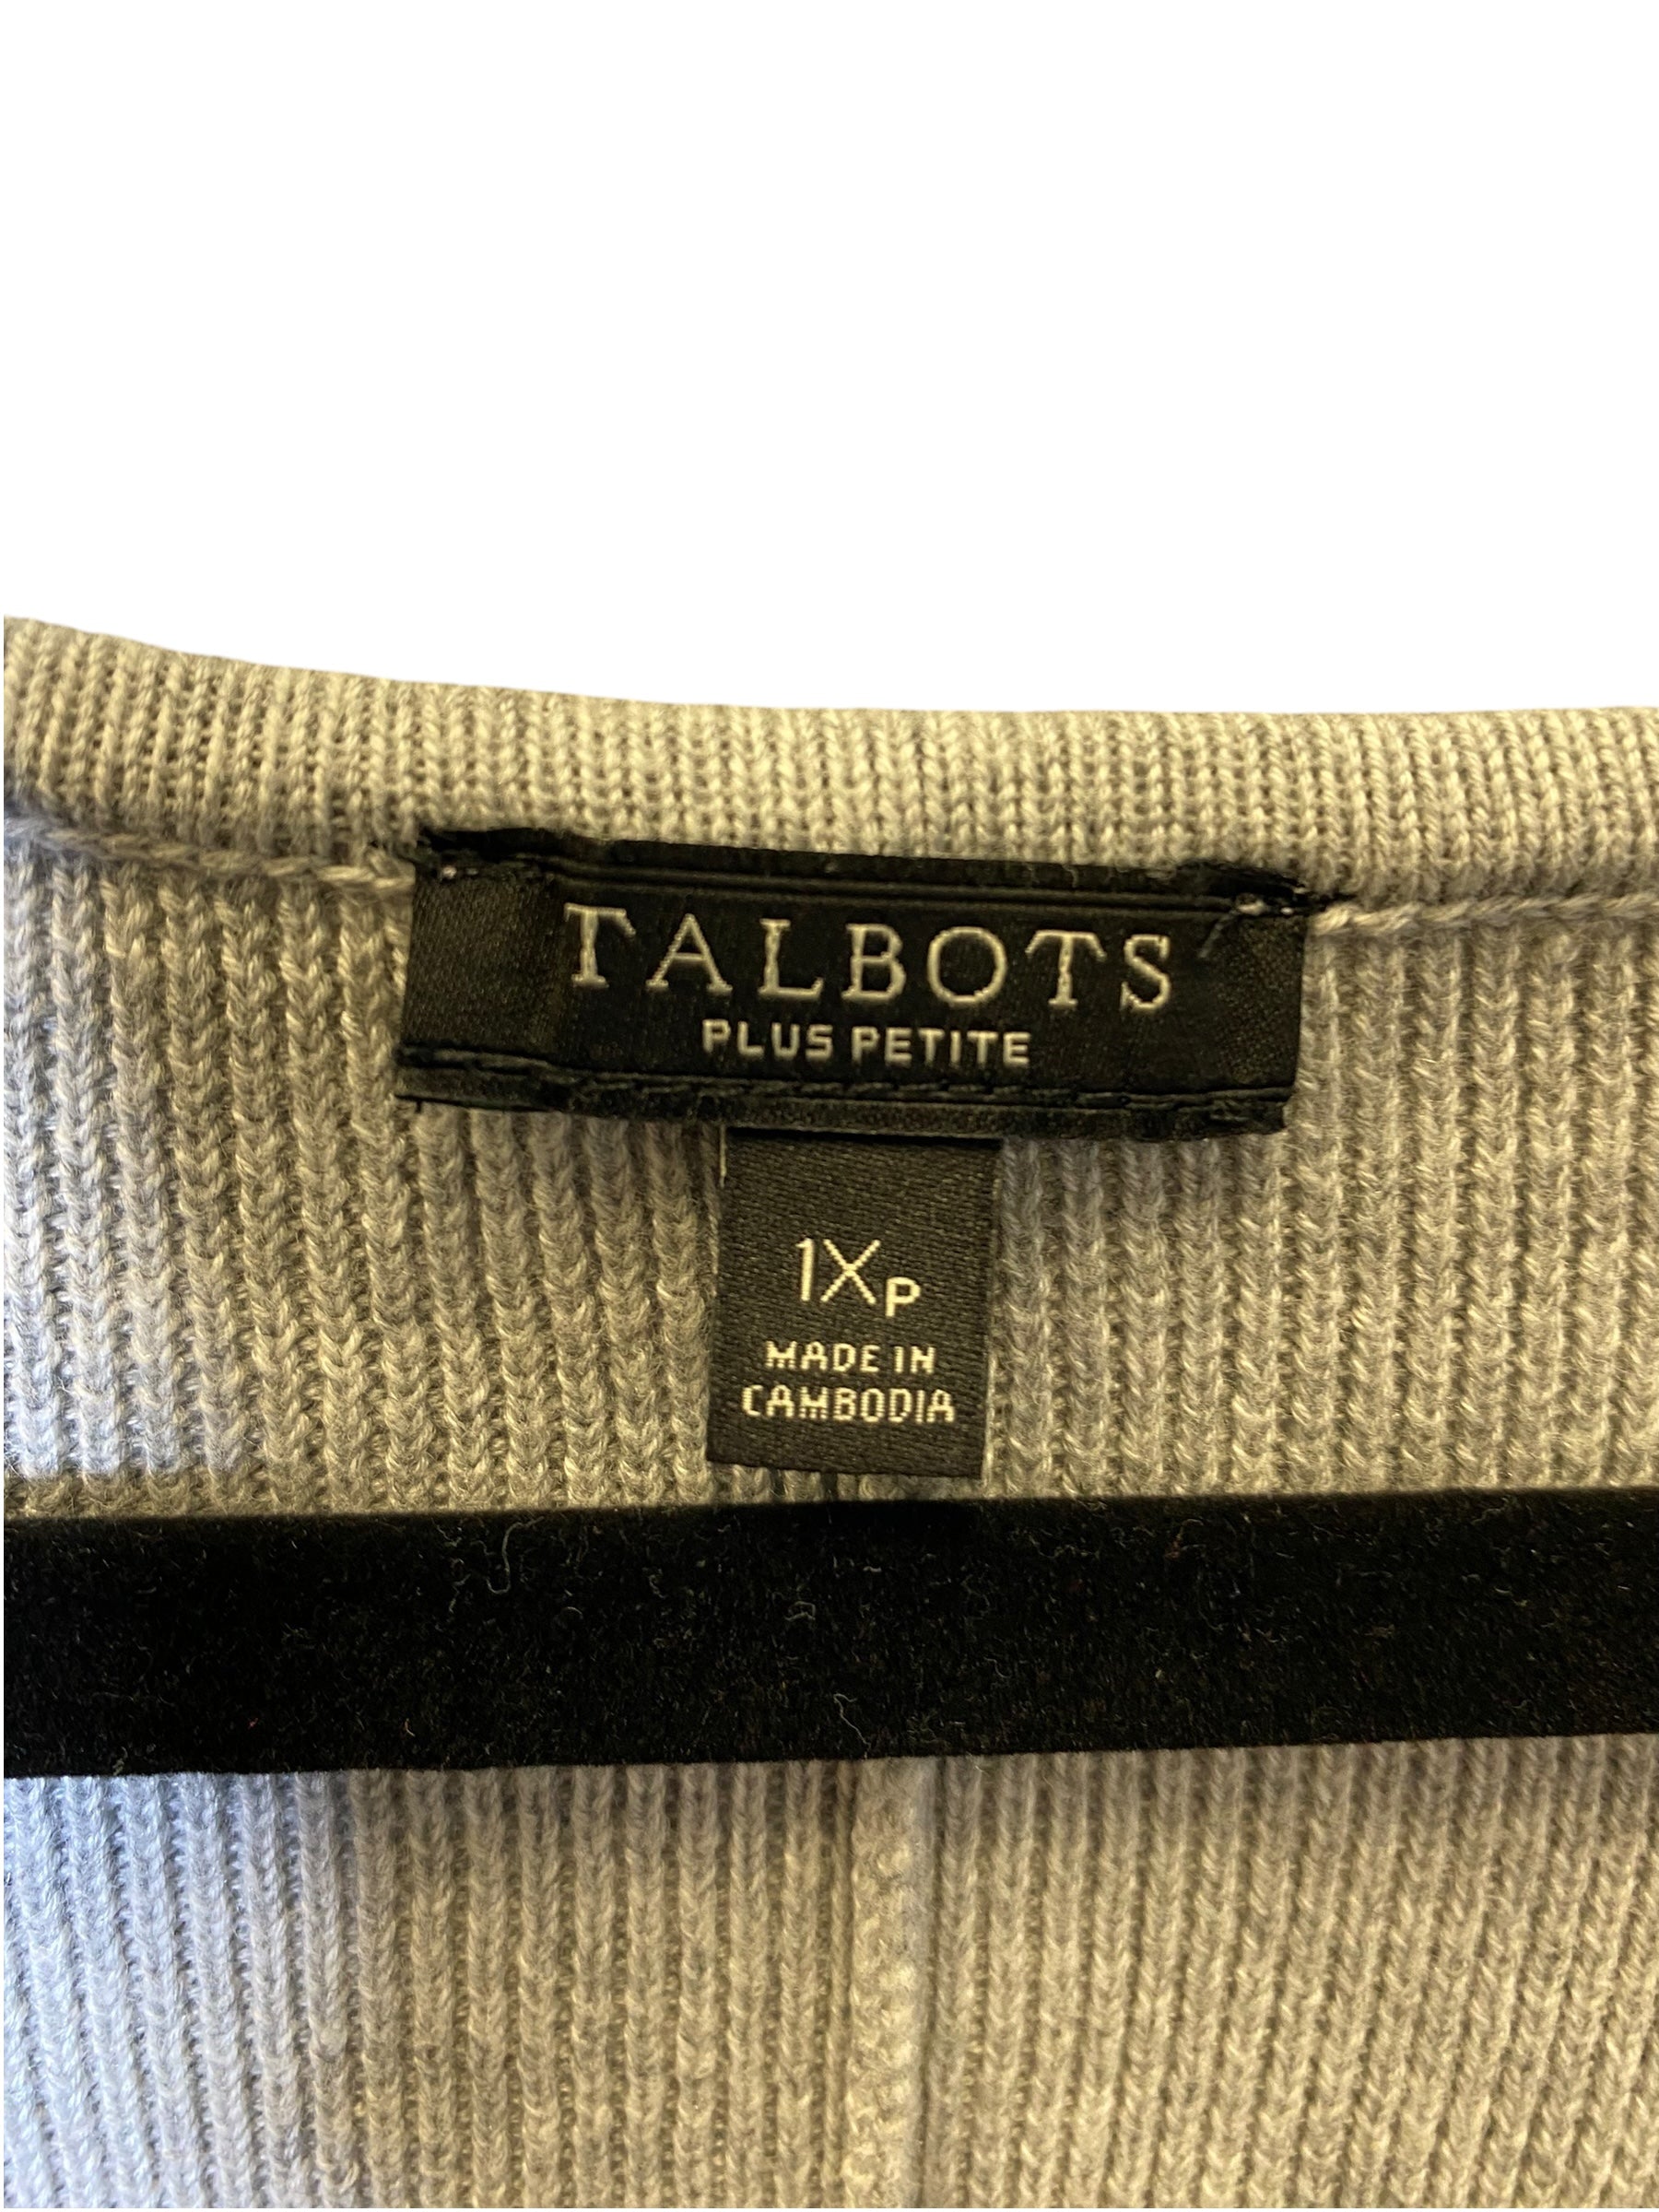 TALBOTS
PLUS PETITE
1XP
MADE IN
CAMBODIA